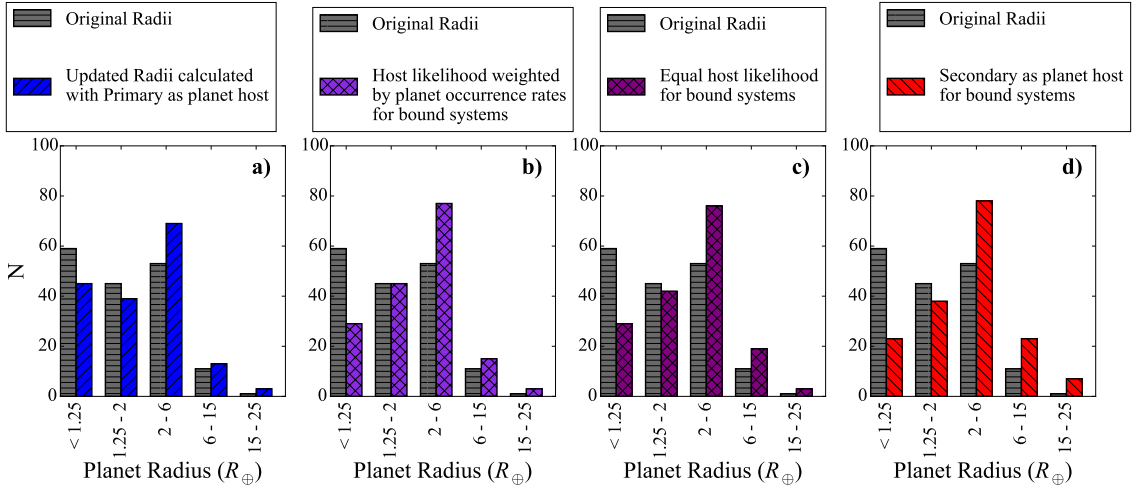 Original Radii
Updated Radii calculated
with Primary as planet host
Original Radii
Host likelihood weighted
by planet occurrence rates
for bound systems
Original Radii
Equal host likelihood
for bound systems
Original Radii
Secondary as planet host
for bound systems
a)
100
80
60
40
20
0
N
< 1.25
1.25 - 2
2 - 6
6 - 15
15 - 25
Planet Radius (R⊕)
b)
100
80
60
40
20
0
< 1.25
1.25 - 2
2 - 6
6 - 15
15 - 25
Planet Radius (R⊕)
c)
100
80
60
40
20
0
< 1.25
1.25 - 2
2 - 6
6 - 15
15 - 25
Planet Radius (R⊕)
d)
100
80
60
40
20
0
< 1.25
1.25 - 2
2 - 6
6 - 15
15 - 25
Planet Radius (R⊕)